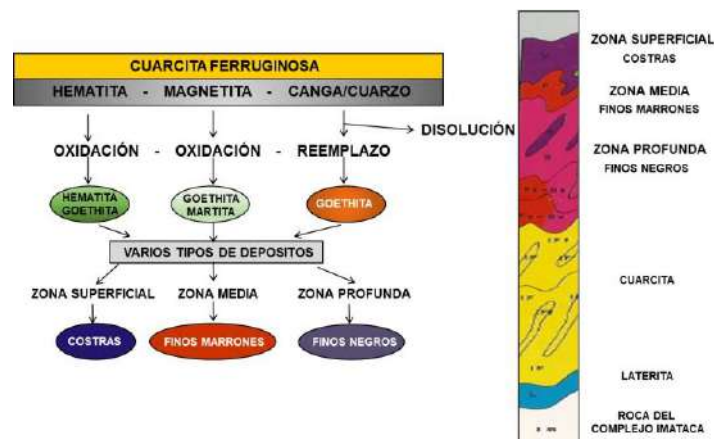 CUARCITA FERRUGINOSA
HEMATITA - MAGNETITA - CANGA/CUARZO
DISOLUCIÓN
OXIDACIÓN - OXIDACIÓN - REEMPLAZO
HEMATITA
GOETHITA
GOETHITA
MARTITA
GOETHITA
VARIOS TIPOS DE DEPOSITOS
ZONA SUPERFICIAL
ZONA MEDIA
ZONA PROFUNDA
COSTRAS
FINOS MARRONES
FINOS NEGROS
ZONA SUPERFICIAL
COSTRAS
ZONA MEDIA
FINOS MARRONES
ZONA PROFUNDA
FINOS NEGROS
CUARCITA
LATERITA
ROCA DEL
COMPLEJO IMATACA